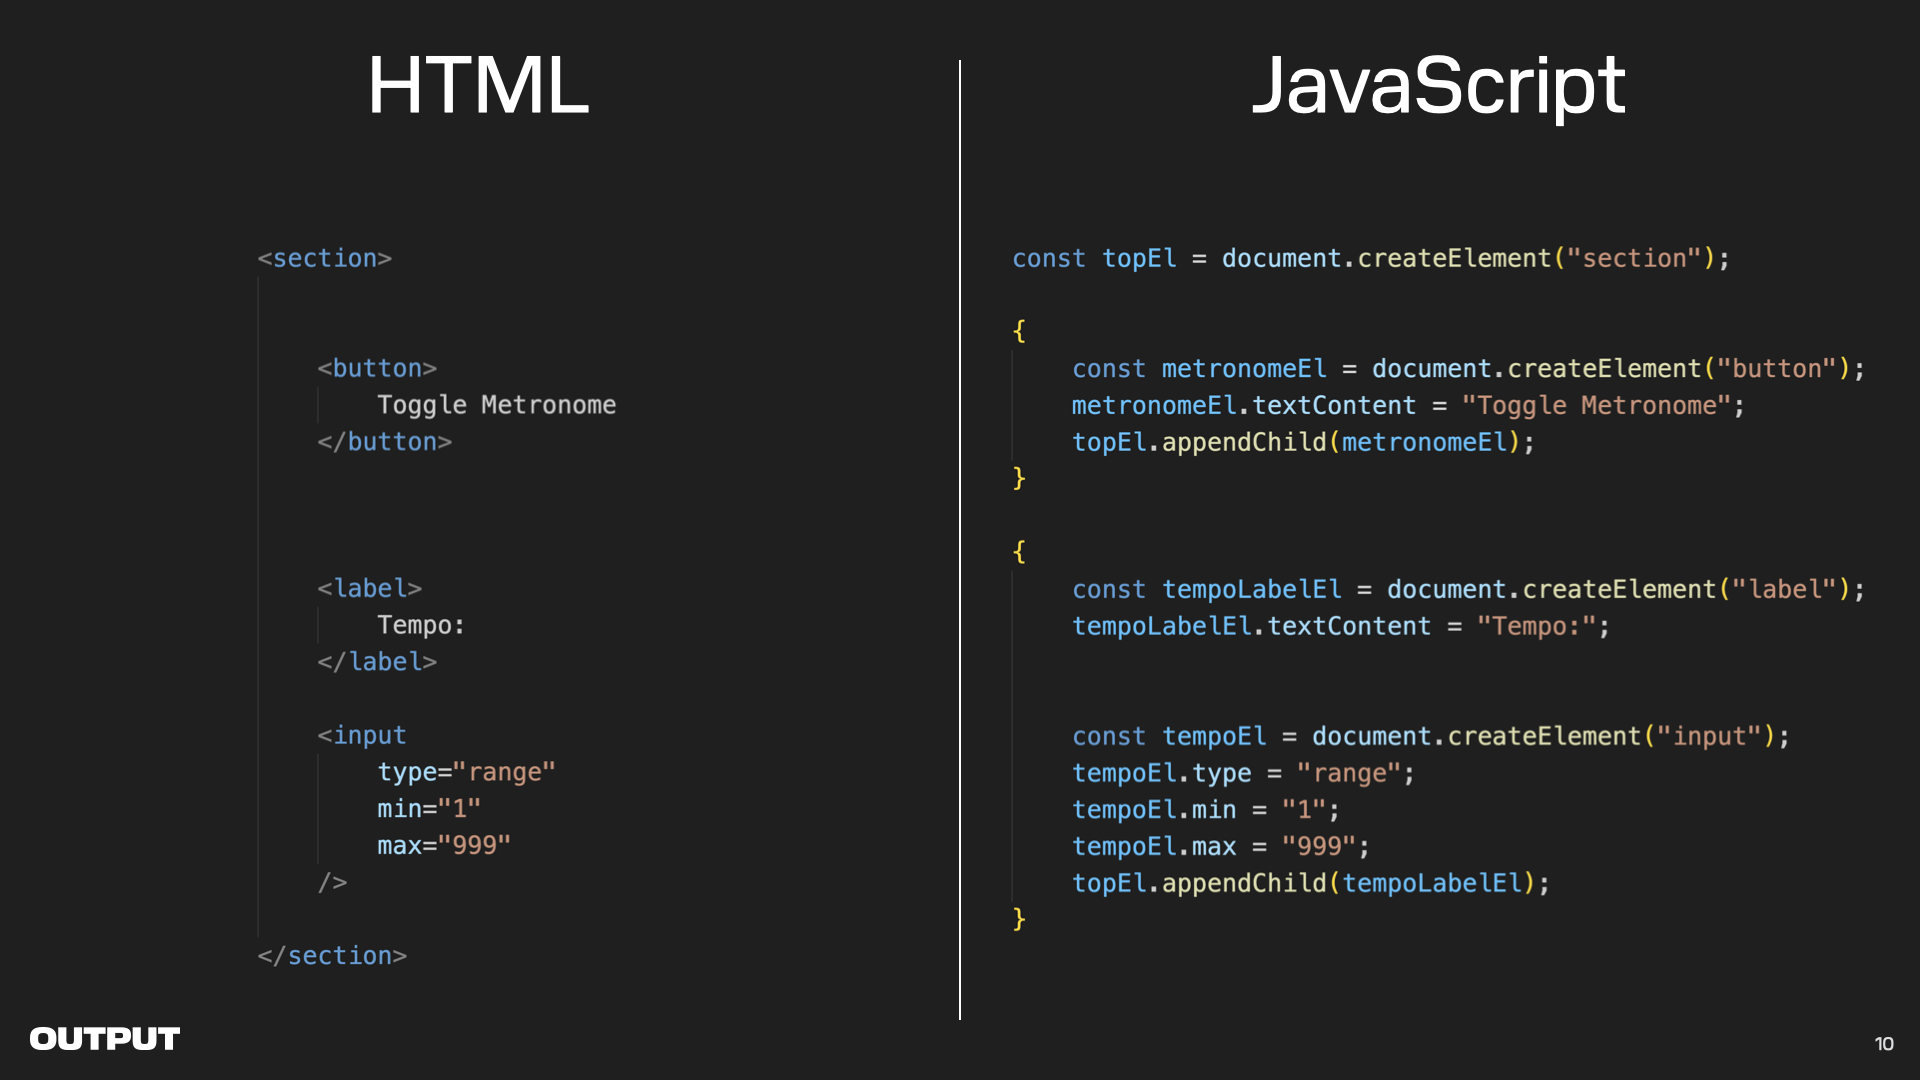 HTML
<section>
<button>
Toggle Metronome
</button>
<label>
Tempo:
</label>
<input
type="range"
min="1"
max="999"
/>
</section>
JavaScript
const topEl = document.createElement("section");
{
const metronomeEl = document.createElement("button");
metronomeEl.textContent = "Toggle Metronome";
topEl.appendChild(metronomeEl);
}
{
const tempoLabelEl = document.createElement("label");
tempoLabelEl.textContent = "Tempo:";
const tempoEl = document.createElement("input");
tempoEl.type = "range";
tempoEl.min = "1";
tempoEl.max = "999";
topEl.appendChild(tempoLabelEl);
}
OUTPUT
10